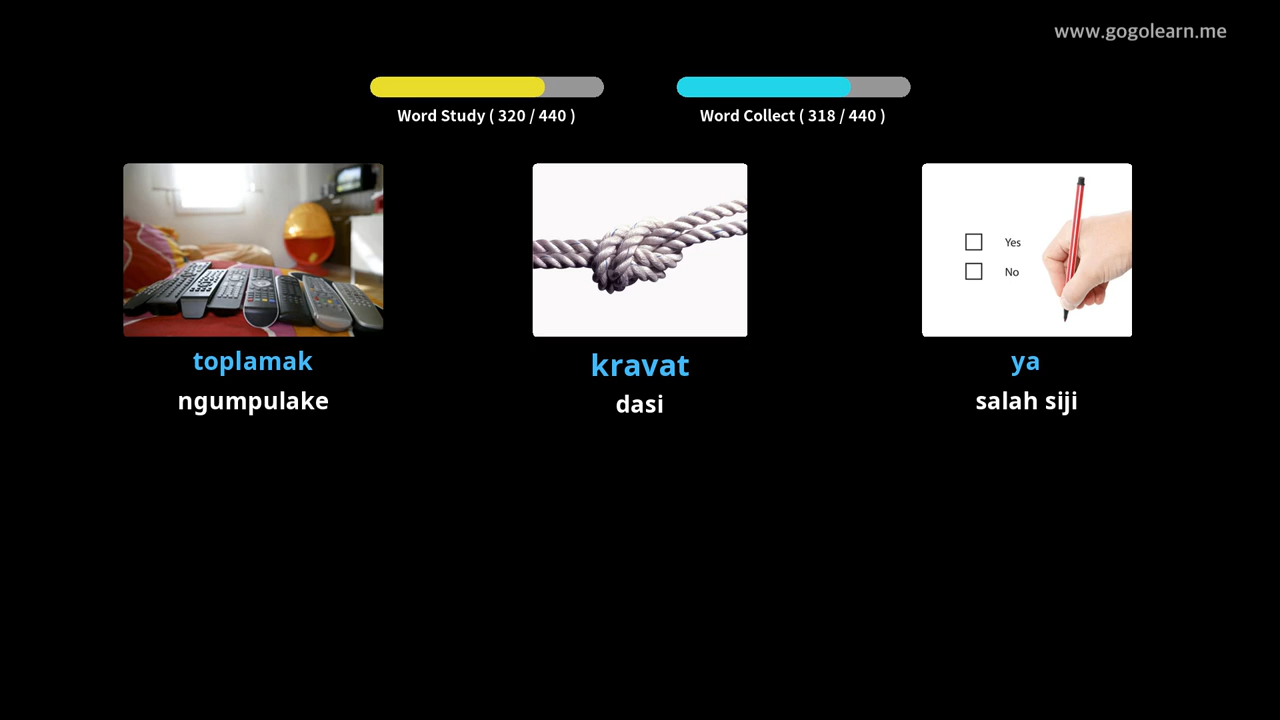 www.gogolearn.me
Word Study ( 320 / 440 )
Word Collect ( 318 / 440 )
Yes
No
toplamak
kravat
ya
ngumpulake
dasi
salah siji